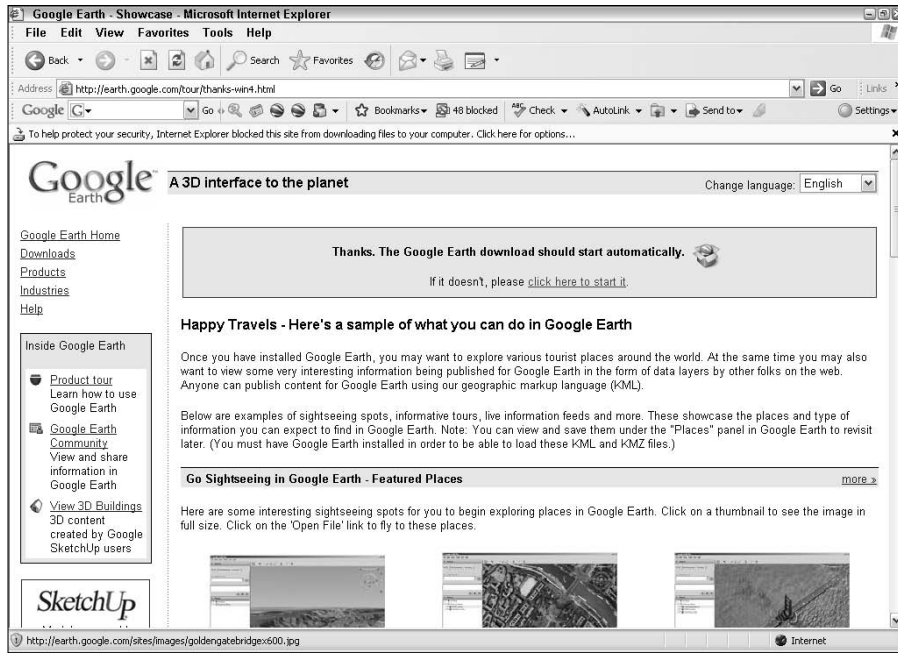 Google Earth - Showcase - Microsoft Internet Explorer
File Edit View Favorites Tools Help
Back Search Favorites
Address http://earth.google.com/tour/thanks-win4.html Go Links
Google G Go Bookmarks 48 blocked Check AutoLink Send to Settings
To help protect your security, Internet Explorer blocked this site from downloading files to your computer. Click here for options...
Google Earth
A 3D interface to the planet
Change language: English
Google Earth Home
Downloads
Products
Industries
Help
Inside Google Earth
Product tour
Learn how to use
Google Earth
Google Earth
Community
View and share
information in
Google Earth
View 3D Buildings
3D content
created by Google
SketchUp users
SketchUp
Thanks. The Google Earth download should start automatically.
If it doesn't, please click here to start it.
Happy Travels - Here's a sample of what you can do in Google Earth
Once you have installed Google Earth, you may want to explore various tourist places around the world. At the same time you may also
want to view some very interesting information being published for Google Earth in the form of data layers by other folks on the web.
Anyone can publish content for Google Earth using our geographic markup language (KML).
Below are examples of sightseeing spots, informative tours, live information feeds and more. These showcase the places and type of
information you can expect to find in Google Earth. Note: You can view and save them under the "Places" panel in Google Earth to revisit
later. (You must have Google Earth installed in order to be able to load these KML and KMZ files.)
Go Sightseeing in Google Earth - Featured Places more »
Here are some interesting sightseeing spots for you to begin exploring places in Google Earth. Click on a thumbnail to see the image in
full size. Click on the 'Open File' link to fly to these places.
http://earth.google.com/sites/images/goldengatebridgex600.jpg Internet